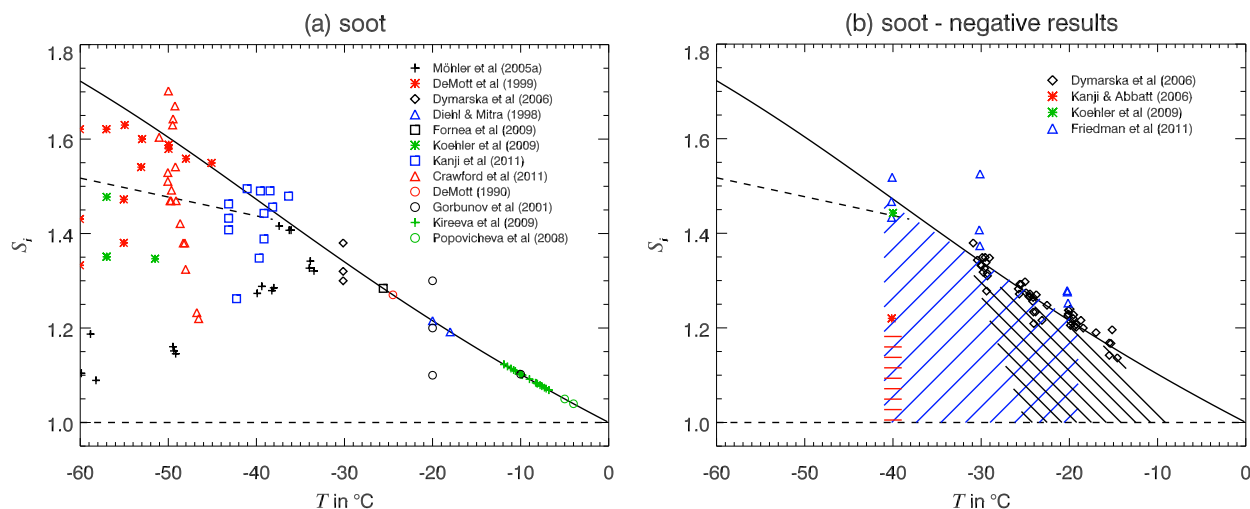 (a) soot
1.8
1.6
1.4
1.2
1.0
S_i
-60 -50 -40 -30 -20 -10 0
T in °C
Möhler et al (2005a)
DeMott et al (1999)
Dymarska et al (2006)
Diehl & Mitra (1998)
Fornea et al (2009)
Koehler et al (2009)
Kanji et al (2011)
Crawford et al (2011)
DeMott (1990)
Gorbunov et al (2001)
Kireeva et al (2009)
Popovicheva et al (2008)
(b) soot - negative results
1.8
1.6
1.4
1.2
1.0
S_i
-60 -50 -40 -30 -20 -10 0
T in °C
Dymarska et al (2006)
Kanji & Abbatt (2006)
Koehler et al (2009)
Friedman et al (2011)